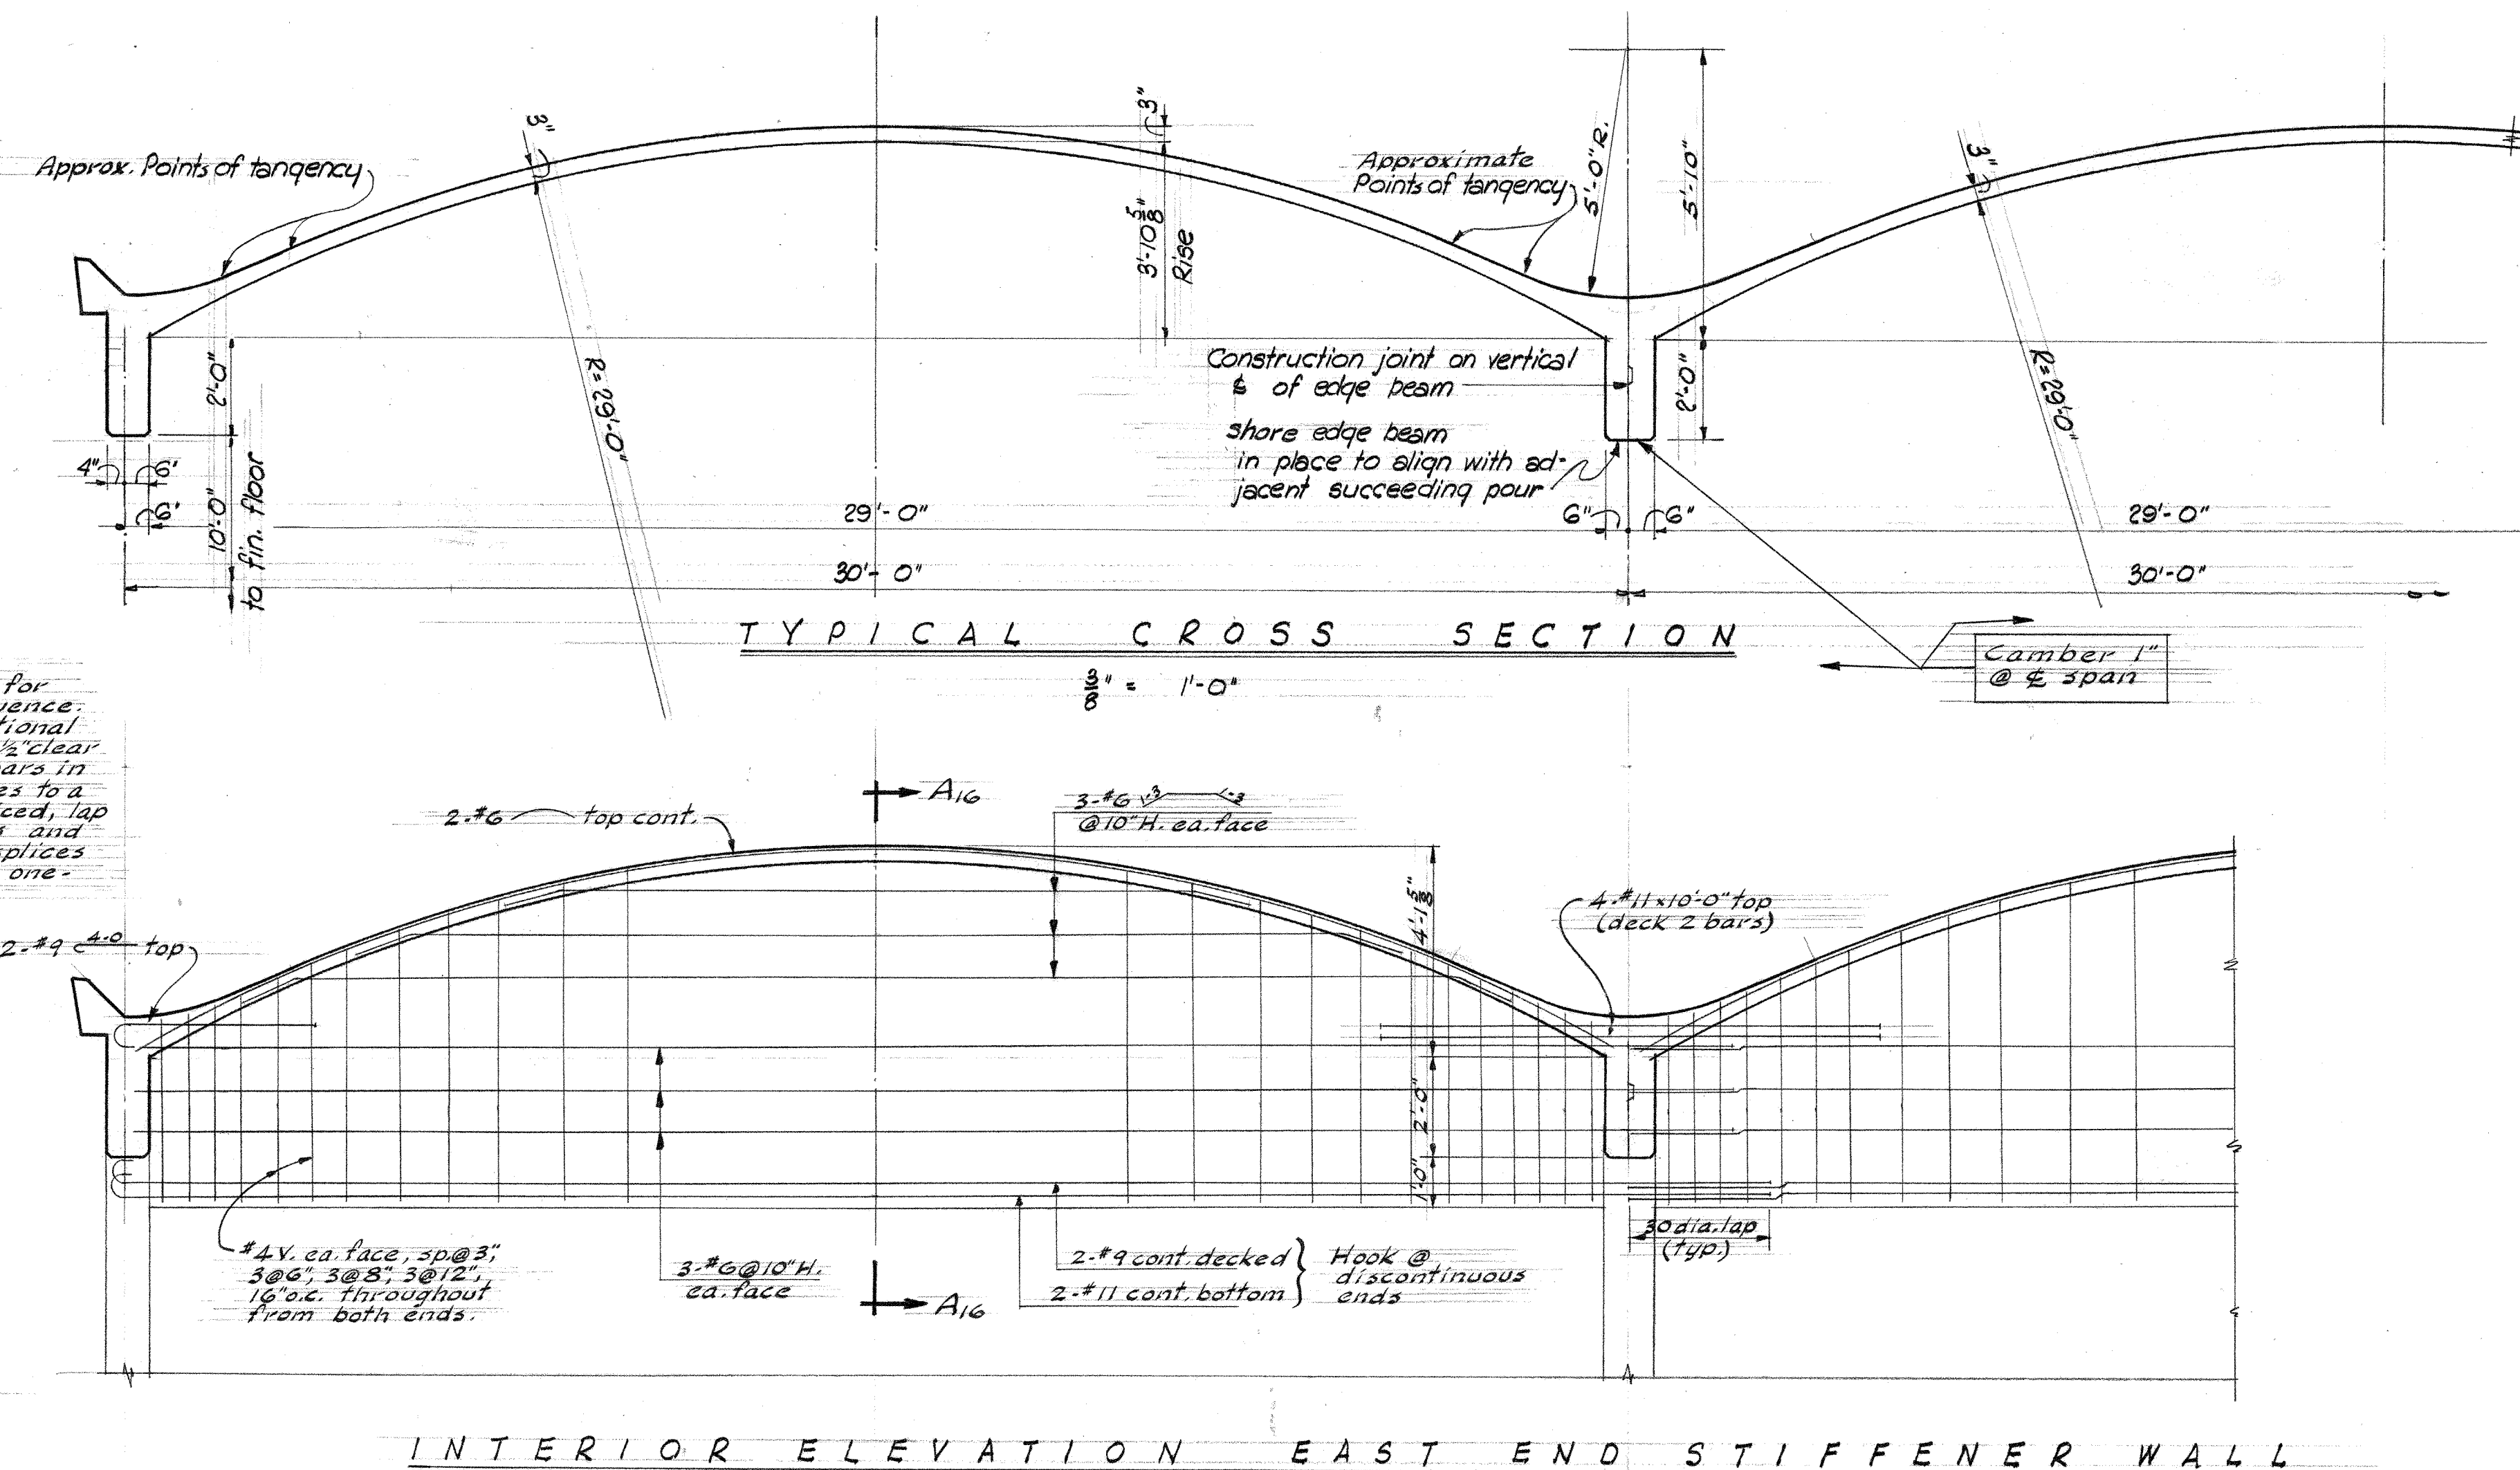 3"
3"
Approx. Points of tangency
3'-10 5/8"
Rise
Approximate
Points of tangency
5'-0" R.
5'-10"
3"
R=29'-0"
R=29'-0"
2'-0"
Construction joint on vertical
℄ of edge beam
2'-0"
shore edge beam
in place to align with ad-
jacent succeeding pour
4"
6'
6'
10'-0"
to fin. floor
29'-0"
6"
6"
29'-0"
30'-0"
30'-0"
TYPICAL CROSS SECTION
3/8" = 1'-0"
Camber 1"
@ ℄ span
for
uence.
tional
½" clear
ars in
es to a
ced, lap
and
splices
one-
2-#6 top cont.
A16
3-#6 3 3
@10"H. ea. face
4'-1 5/8"
4-#11x10'-0" top
(deck 2 bars)
2-#9 4-0 top
2'-0"
1'-0"
#4 V. ea. face, sp.@3",
3@6", 3@8", 3@12",
16"o.c. throughout
from both ends.
3-#6@10"H.
ea. face
2-#9 cont. decked
2-#11 cont. bottom
Hook @
discontinuous
ends
30 dia. lap
(typ.)
A16
INTERIOR ELEVATION EAST END STIFFENER WALL